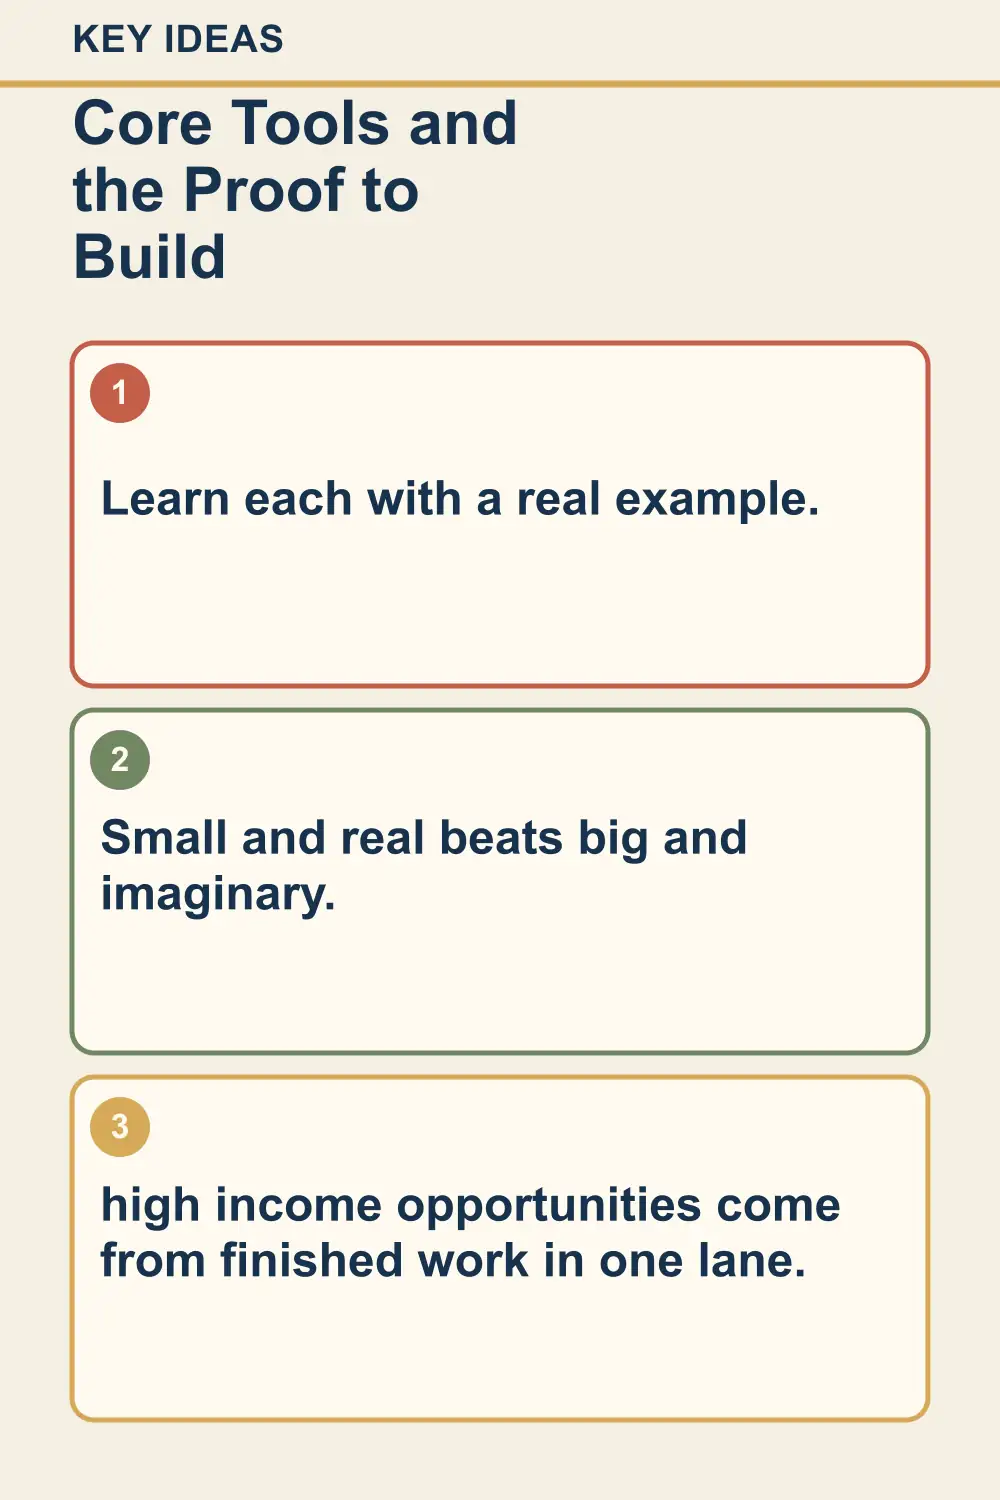 KEY IDEAS
Core Tools and
the Proof to
Build
1
Learn each with a real example.
2
Small and real beats big and
imaginary.
3
high income opportunities come
from finished work in one lane.